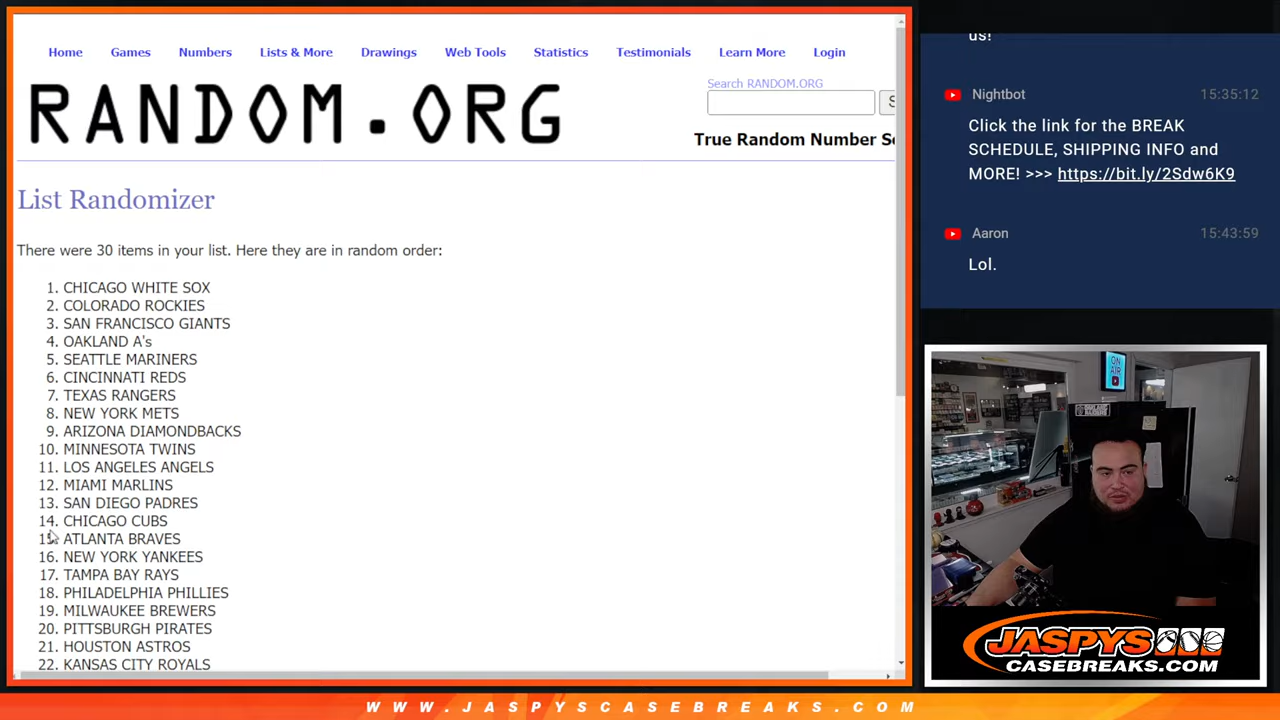 Home Games Numbers Lists & More Drawings Web Tools Statistics Testimonials Learn More Login
RANDOM.ORG
Search RANDOM.ORG
True Random Number Se
List Randomizer
There were 30 items in your list. Here they are in random order:
1. CHICAGO WHITE SOX
2. COLORADO ROCKIES
3. SAN FRANCISCO GIANTS
4. OAKLAND A's
5. SEATTLE MARINERS
6. CINCINNATI REDS
7. TEXAS RANGERS
8. NEW YORK METS
9. ARIZONA DIAMONDBACKS
10. MINNESOTA TWINS
11. LOS ANGELES ANGELS
12. MIAMI MARLINS
13. SAN DIEGO PADRES
14. CHICAGO CUBS
15. ATLANTA BRAVES
16. NEW YORK YANKEES
17. TAMPA BAY RAYS
18. PHILADELPHIA PHILLIES
19. MILWAUKEE BREWERS
20. PITTSBURGH PIRATES
21. HOUSTON ASTROS
22. KANSAS CITY ROYALS
us!
Nightbot 15:35:12
Click the link for the BREAK
SCHEDULE, SHIPPING INFO and
MORE! >>> https://bit.ly/2Sdw6K9
Aaron 15:43:59
Lol.
ON
AIR
JASPYS
CASEBREAKS.COM
WWW.JASPYSCASEBREAKS.COM